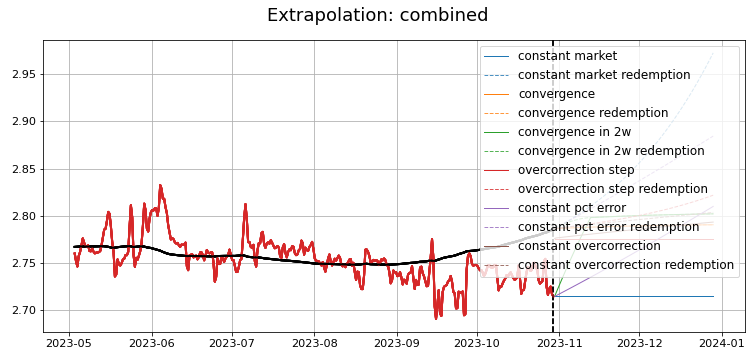 Extrapolation: combined
2.95
2.90
2.85
2.80
2.75
2.70
constant market
constant market redemption
convergence
convergence redemption
convergence in 2w
convergence in 2w redemption
overcorrection step
overcorrection step redemption
constant pct error
constant pct error redemption
constant overcorrection
constant overcorrection redemption
2023-05 2023-06 2023-07 2023-08 2023-09 2023-10 2023-11 2023-12 2024-01